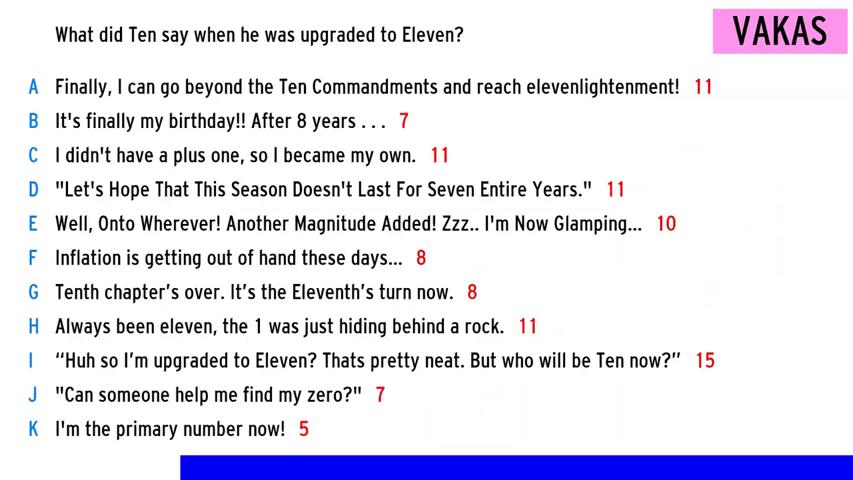 What did Ten say when he was upgraded to Eleven?
VAKAS
A Finally, I can go beyond the Ten Commandments and reach elevenlightenment! 11
B It's finally my birthday!! After 8 years . . . 7
C I didn't have a plus one, so I became my own. 11
D "Let's Hope That This Season Doesn't Last For Seven Entire Years." 11
E Well, Onto Wherever! Another Magnitude Added! Zzz.. I'm Now Glamping... 10
F Inflation is getting out of hand these days... 8
G Tenth chapter’s over. It’s the Eleventh’s turn now. 8
H Always been eleven, the 1 was just hiding behind a rock. 11
I “Huh so I’m upgraded to Eleven? Thats pretty neat. But who will be Ten now?” 15
J "Can someone help me find my zero?" 7
K I'm the primary number now! 5